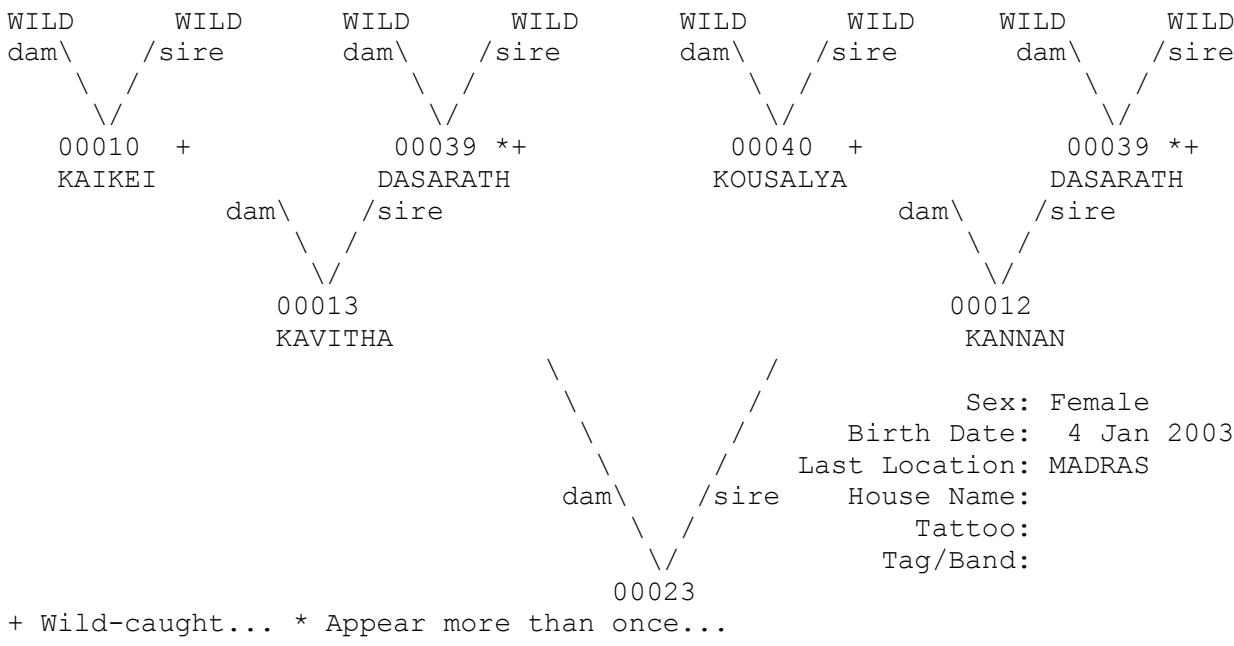 WILD WILD WILD WILD WILD WILD WILD WILD
dam\ /sire dam\ /sire dam\ /sire dam\ /sire
\ / \ / \ / \ /
\/ \/ \/ \/
00010 + 00039 *+ 00040 + 00039 *+
KAIKEI DASARATH KOUSALYA DASARATH
dam\ /sire dam\ /sire
\ / \ /
\/ \/
00013 00012
KAVITHA KANNAN
\ /
\ / Sex: Female
\ / Birth Date: 4 Jan 2003
\ / Last Location: MADRAS
dam\ /sire House Name:
\ / Tattoo:
\/ Tag/Band:
00023
+ Wild-caught... * Appear more than once...